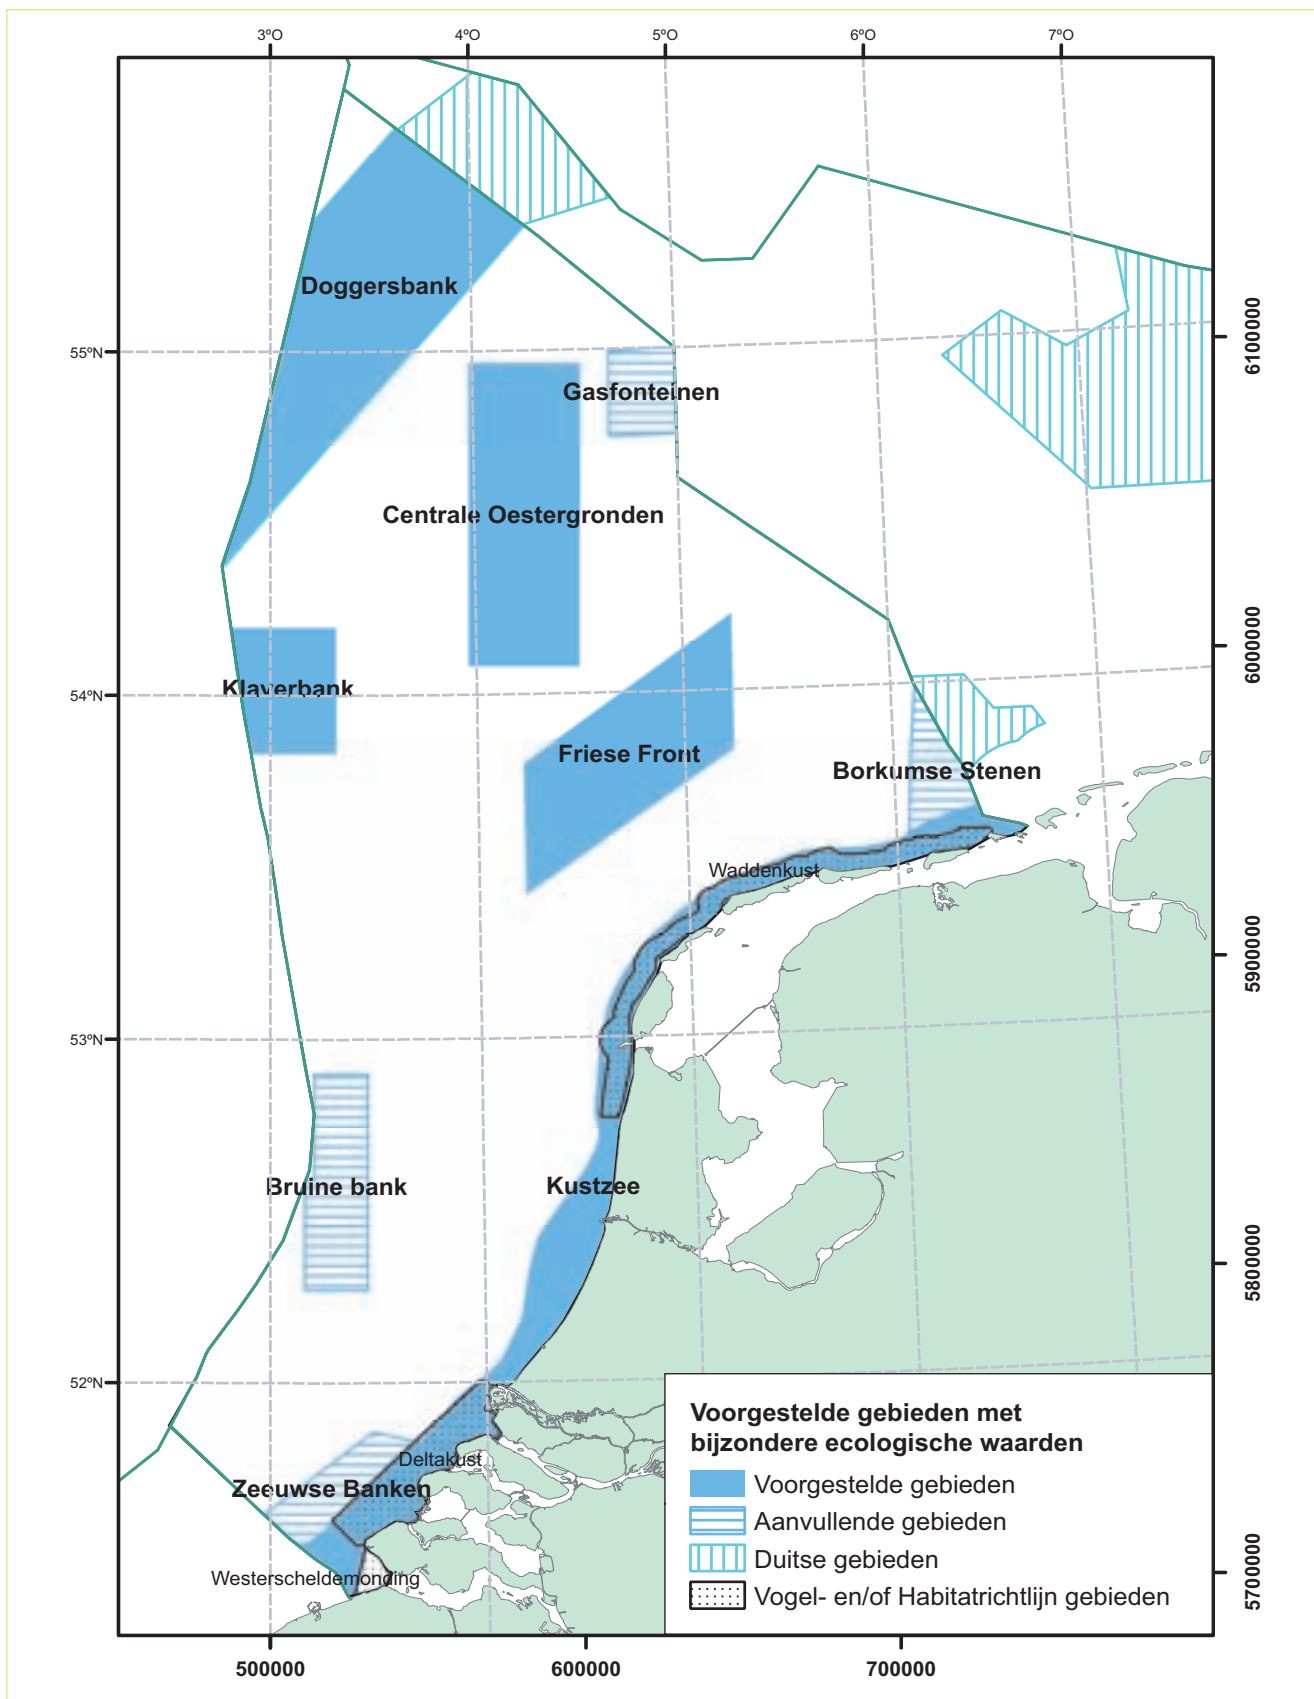 3ºO 4ºO 5ºO 6ºO 7ºO
Doggersbank
6100000
55ºN
Gasfonteinen
Centrale Oestergronden
6000000
Klaverbank
54ºN
Friese Front
Borkumse Stenen
Waddenkust
5900000
53ºN
Bruine bank
Kustzee
5800000
52ºN
Voorgestelde gebieden met
bijzondere ecologische waarden
Deltakust
Zeeuwse Banken
Voorgestelde gebieden
Aanvullende gebieden
Duitse gebieden
Westerscheldemonding
5700000
Vogel- en/of Habitatrichtlijn gebieden
500000 600000 700000